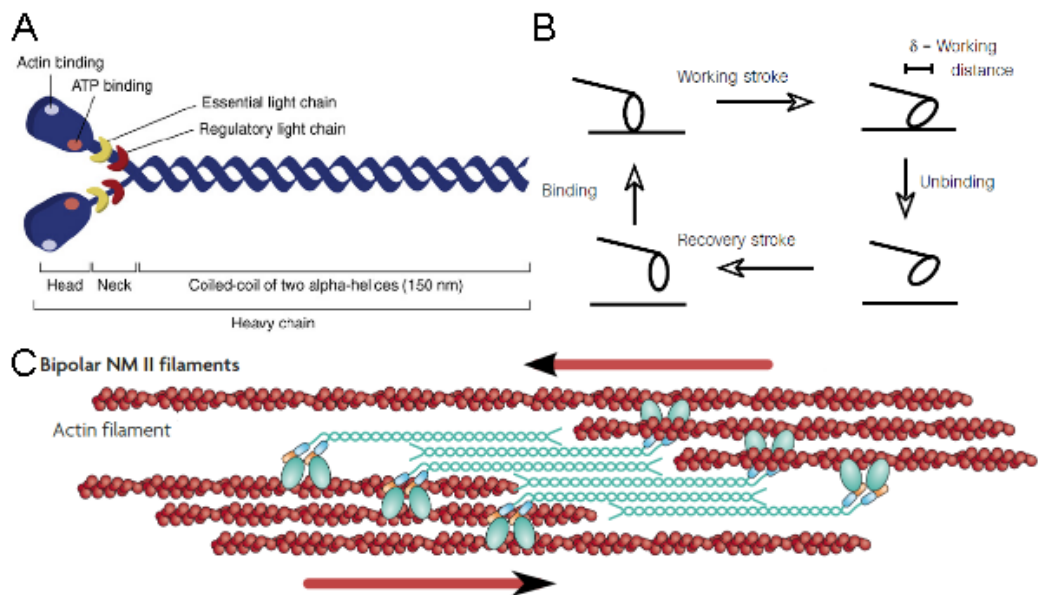 A
Actin binding
ATP binding
Essential light chain
Regulatory light chain
Head
Neck
Coiled-coil of two alpha-helices (150 nm)
Heavy chain
B
Working stroke
δ – Working
distance
Binding
Unbinding
Recovery stroke
C Bipolar NM II filaments
Actin filament